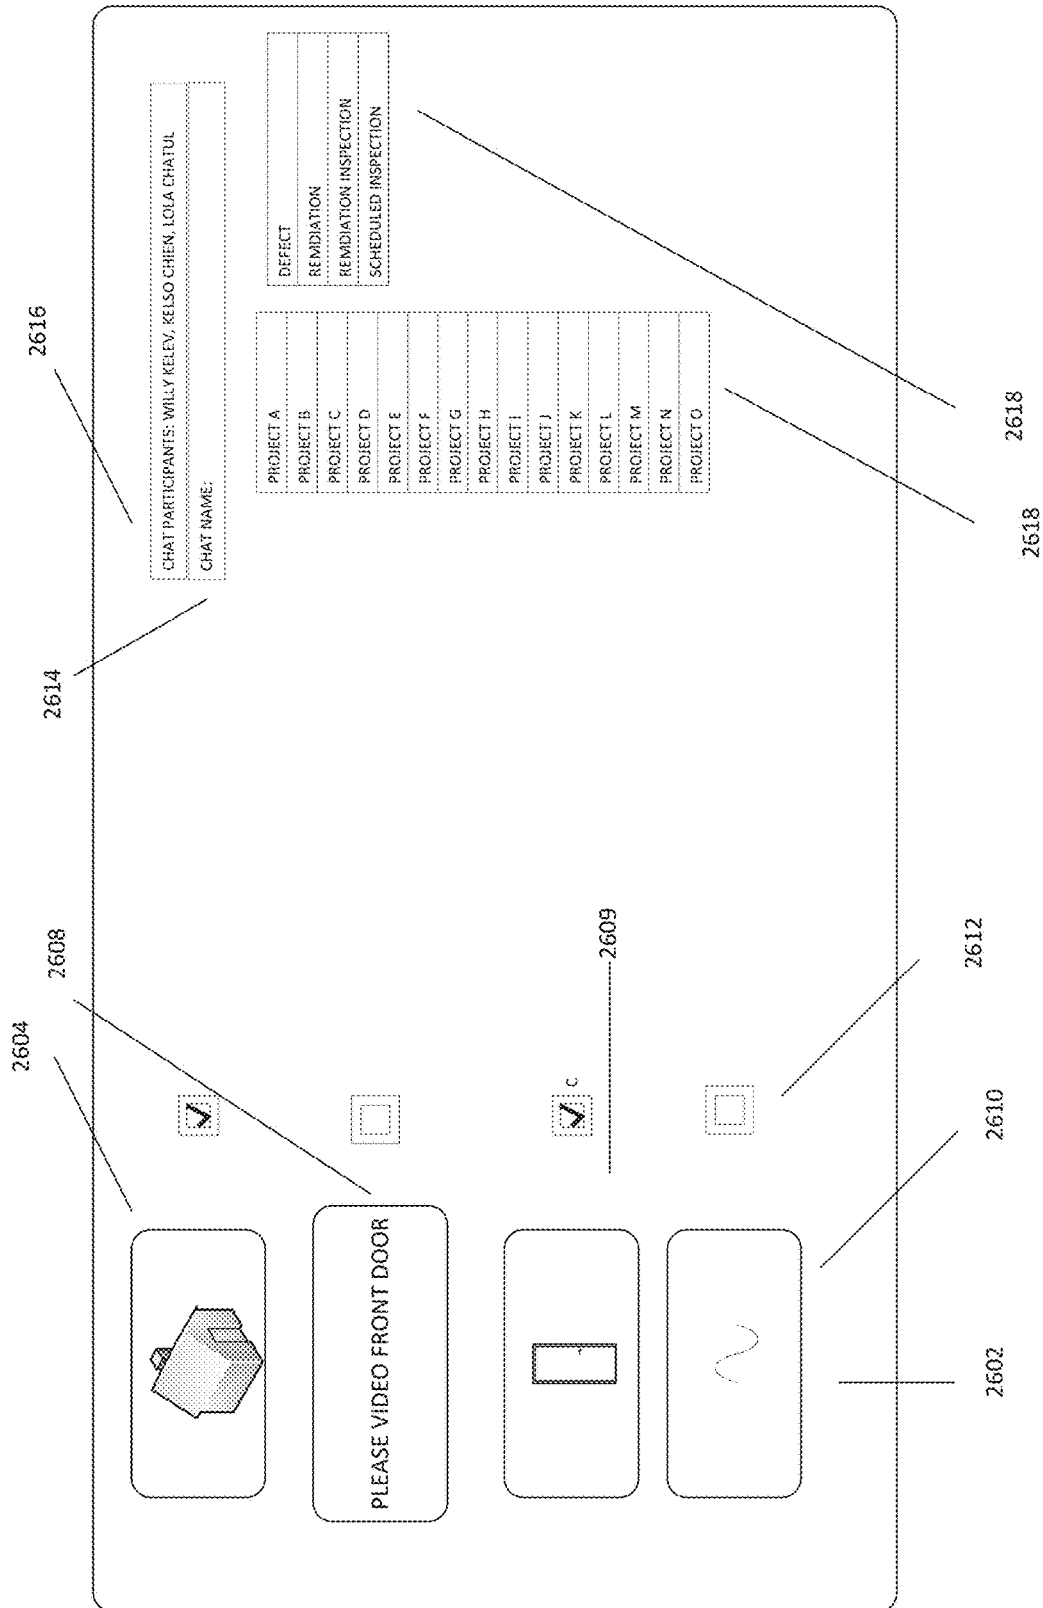 2604
2608
2614
2616
CHAT PARTICIPANTS: WILLY KELEV, KELSO CHIEN, LOLA CHATUL
CHAT NAME:
PLEASE VIDEO FRONT DOOR
PROJECT A
PROJECT B
PROJECT C
PROJECT D
PROJECT E
PROJECT F
PROJECT G
PROJECT H
PROJECT I
PROJECT J
PROJECT K
PROJECT L
PROJECT M
PROJECT N
PROJECT O
DEFECT
REMDIATION
REMDIATION INSPECTION
SCHEDULED INSPECTION
C
2609
2602
2610
2612
2618
2618